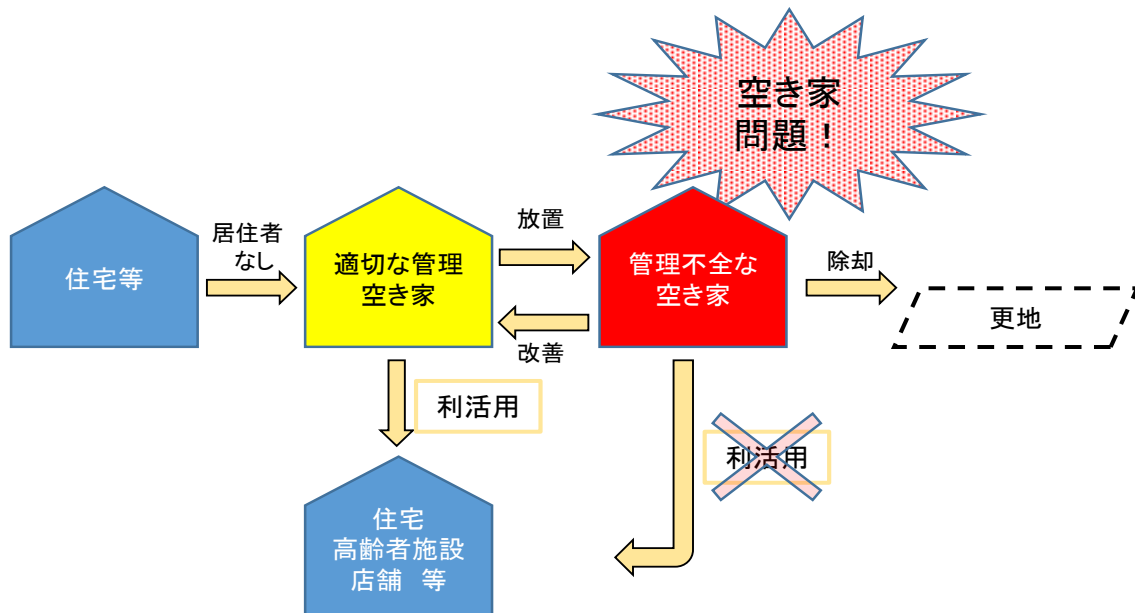 空き家
問題！
住宅等
居住者
なし
適切な管理
空き家
放置
改善
管理不全な
空き家
除却
更地
利活用
利活用
住宅
高齢者施設
店舗　等